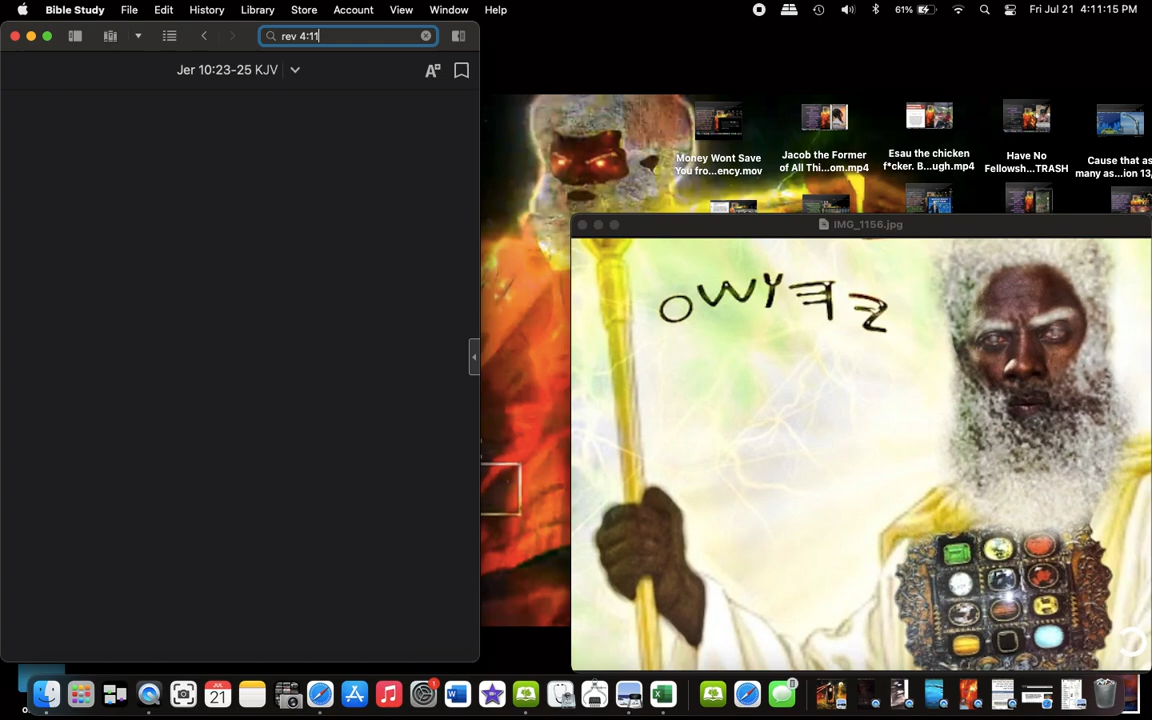 Bible Study File Edit History Library Store Account View Window Help 61% Fri Jul 21 4:11:15 PM
rev 4:11
Jer 10:23-25 KJV
Money Wont Save
You fro...ency.mov
Jacob the Former
of All Thi...om.mp4
Esau the chicken
f*cker. B...ugh.mp4
Have No
Fellowsh...TRASH
Cause that as
many as...ion 13/
IMG_1156.jpg
JUL
21
1